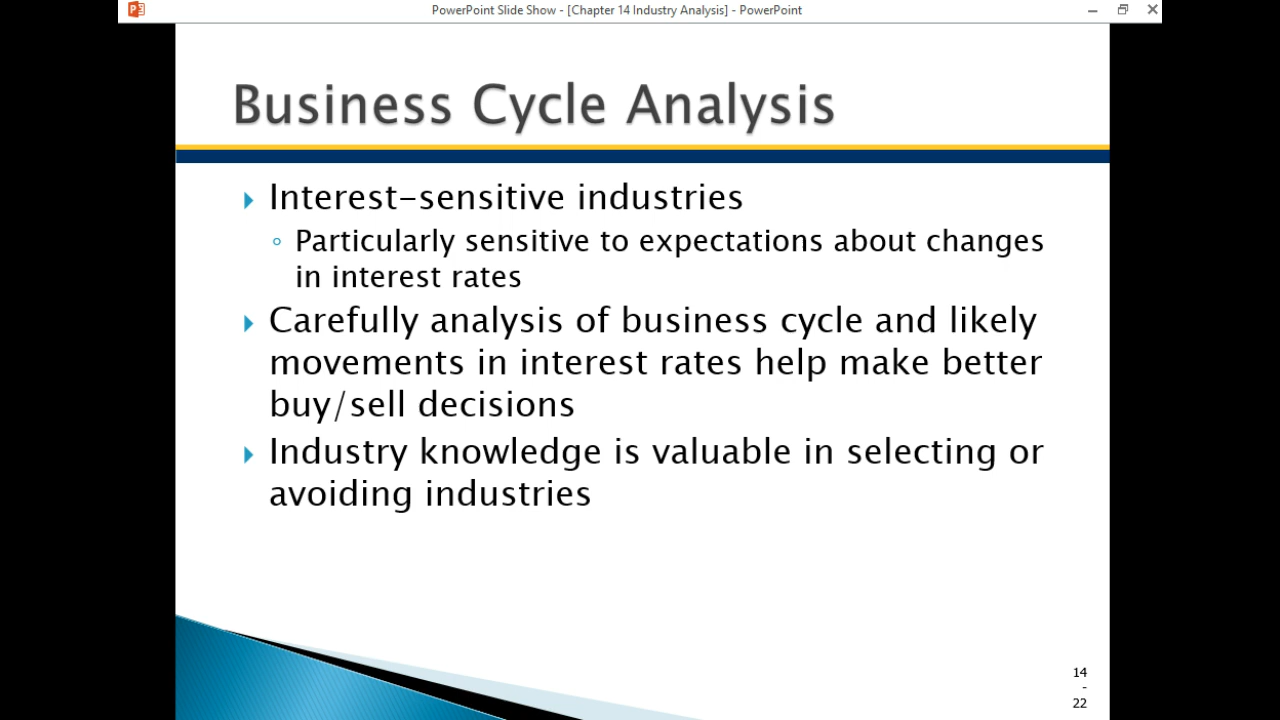 PowerPoint Slide Show - [Chapter 14 Industry Analysis] - PowerPoint
Business Cycle Analysis
Interest-sensitive industries
Particularly sensitive to expectations about changes
in interest rates
Carefully analysis of business cycle and likely
movements in interest rates help make better
buy/sell decisions
Industry knowledge is valuable in selecting or
avoiding industries
14
-
22